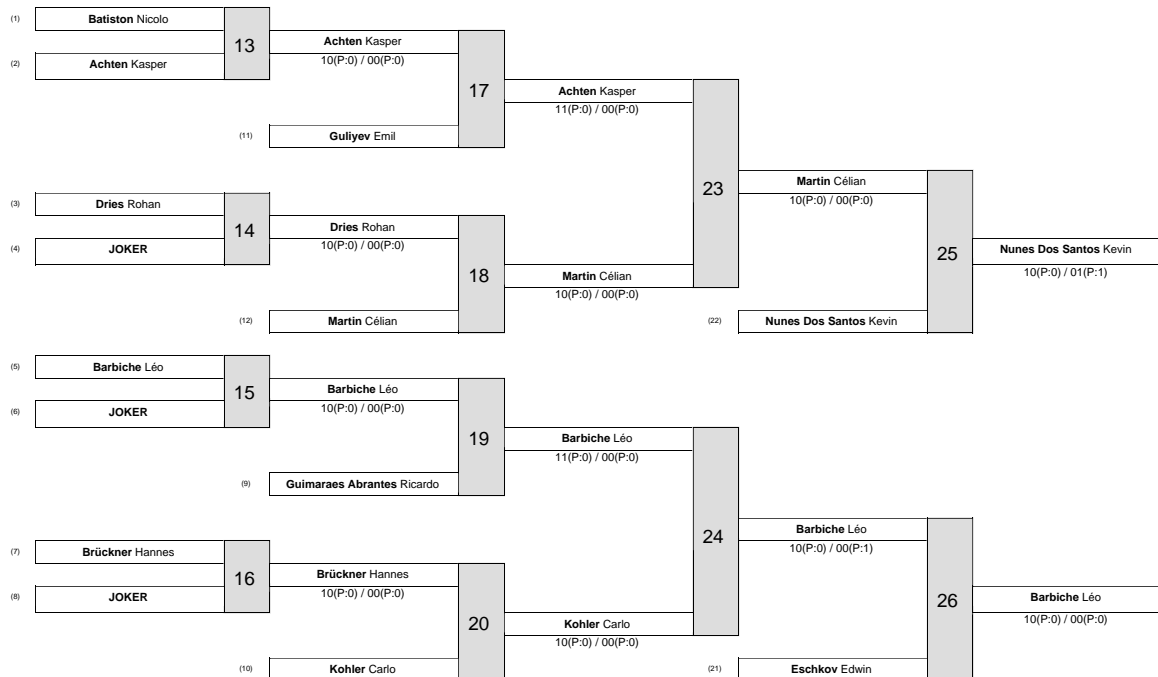 (1) Batiston Nicolo
13
Achten Kasper
10(P:0) / 00(P:0)
(2) Achten Kasper
17
Achten Kasper
11(P:0) / 00(P:0)
(11) Guliyev Emil
23
Martin Célian
10(P:0) / 00(P:0)
(3) Dries Rohan
14
Dries Rohan
10(P:0) / 00(P:0)
(4) JOKER
18
Martin Célian
10(P:0) / 00(P:0)
(12) Martin Célian
25
Nunes Dos Santos Kevin
10(P:0) / 01(P:1)
(22) Nunes Dos Santos Kevin
(5) Barbiche Léo
15
Barbiche Léo
10(P:0) / 00(P:0)
(6) JOKER
19
Barbiche Léo
11(P:0) / 00(P:0)
(9) Guimaraes Abrantes Ricardo
24
Barbiche Léo
10(P:0) / 00(P:1)
(7) Brückner Hannes
16
Brückner Hannes
10(P:0) / 00(P:0)
(8) JOKER
20
Kohler Carlo
10(P:0) / 00(P:0)
(10) Kohler Carlo
26
Barbiche Léo
10(P:0) / 00(P:0)
(21) Eschkov Edwin